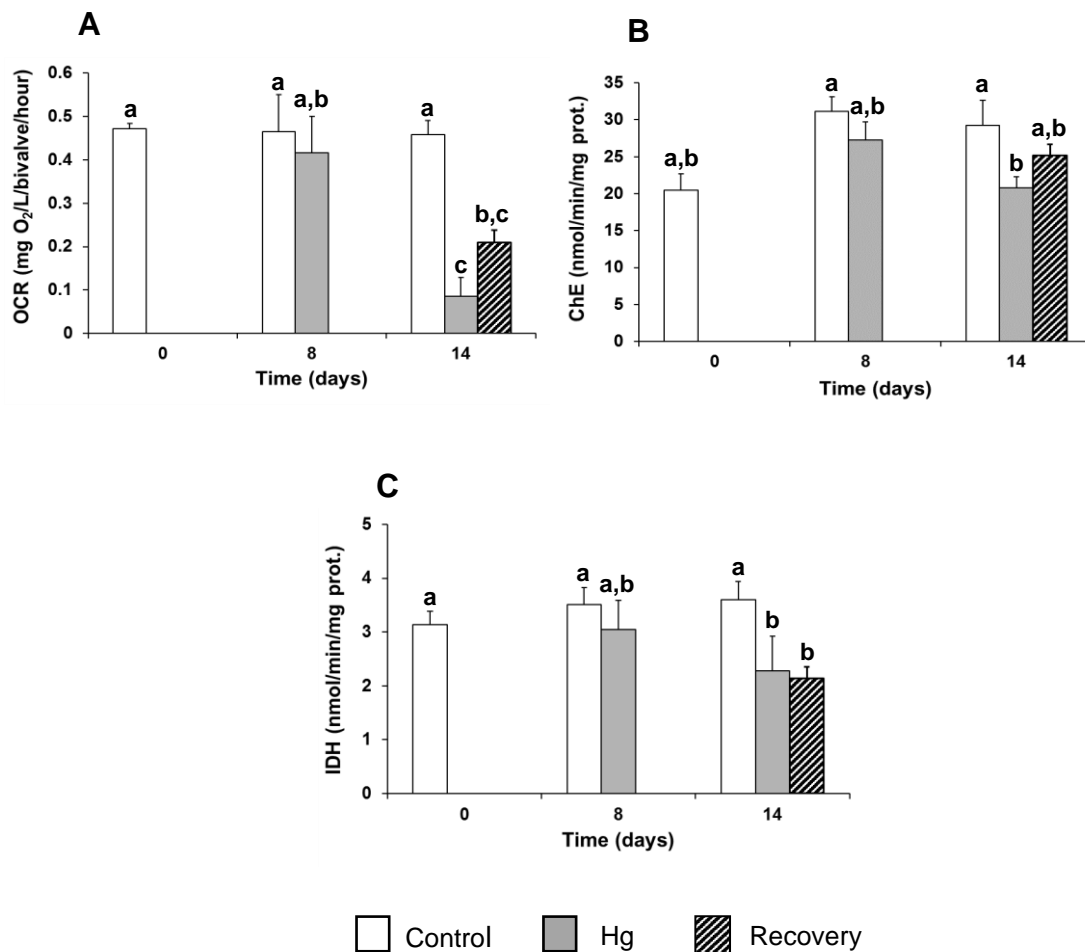 A
OCR (mg O₂/L/bivalve/hour)
0.6
0.5
0.4
0.3
0.2
0.1
0
a
a
a,b
a
c
b,c
0
8
14
Time (days)
B
ChE (nmol/min/mg prot.)
35
30
25
20
15
10
5
0
a,b
a
a,b
a
b
a,b
0
8
14
Time (days)
C
IDH (nmol/min/mg prot.)
5
4
3
2
1
0
a
a
a,b
a
b
b
0
8
14
Time (days)
Control
Hg
Recovery